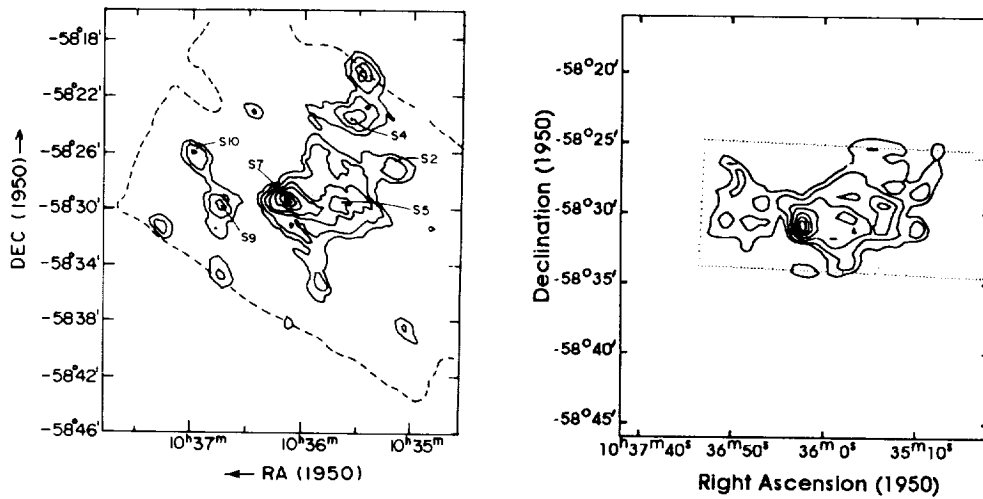 -58° 18'
-58° 22'
-58° 26'
-58° 30'
-58° 34'
-58° 38'
-58° 42'
-58° 46'
DEC (1950) →
S10
S7
S4
S2
S5
S9
10ʰ37ᵐ
10ʰ36ᵐ
10ʰ35ᵐ
← RA (1950)
-58°20'
-58°25'
-58°30'
-58°35'
-58°40'
-58°45'
Declination (1950)
10ʰ37ᵐ40ˢ
36ᵐ50ˢ
36ᵐ0ˢ
35ᵐ10ˢ
Right Ascension (1950)